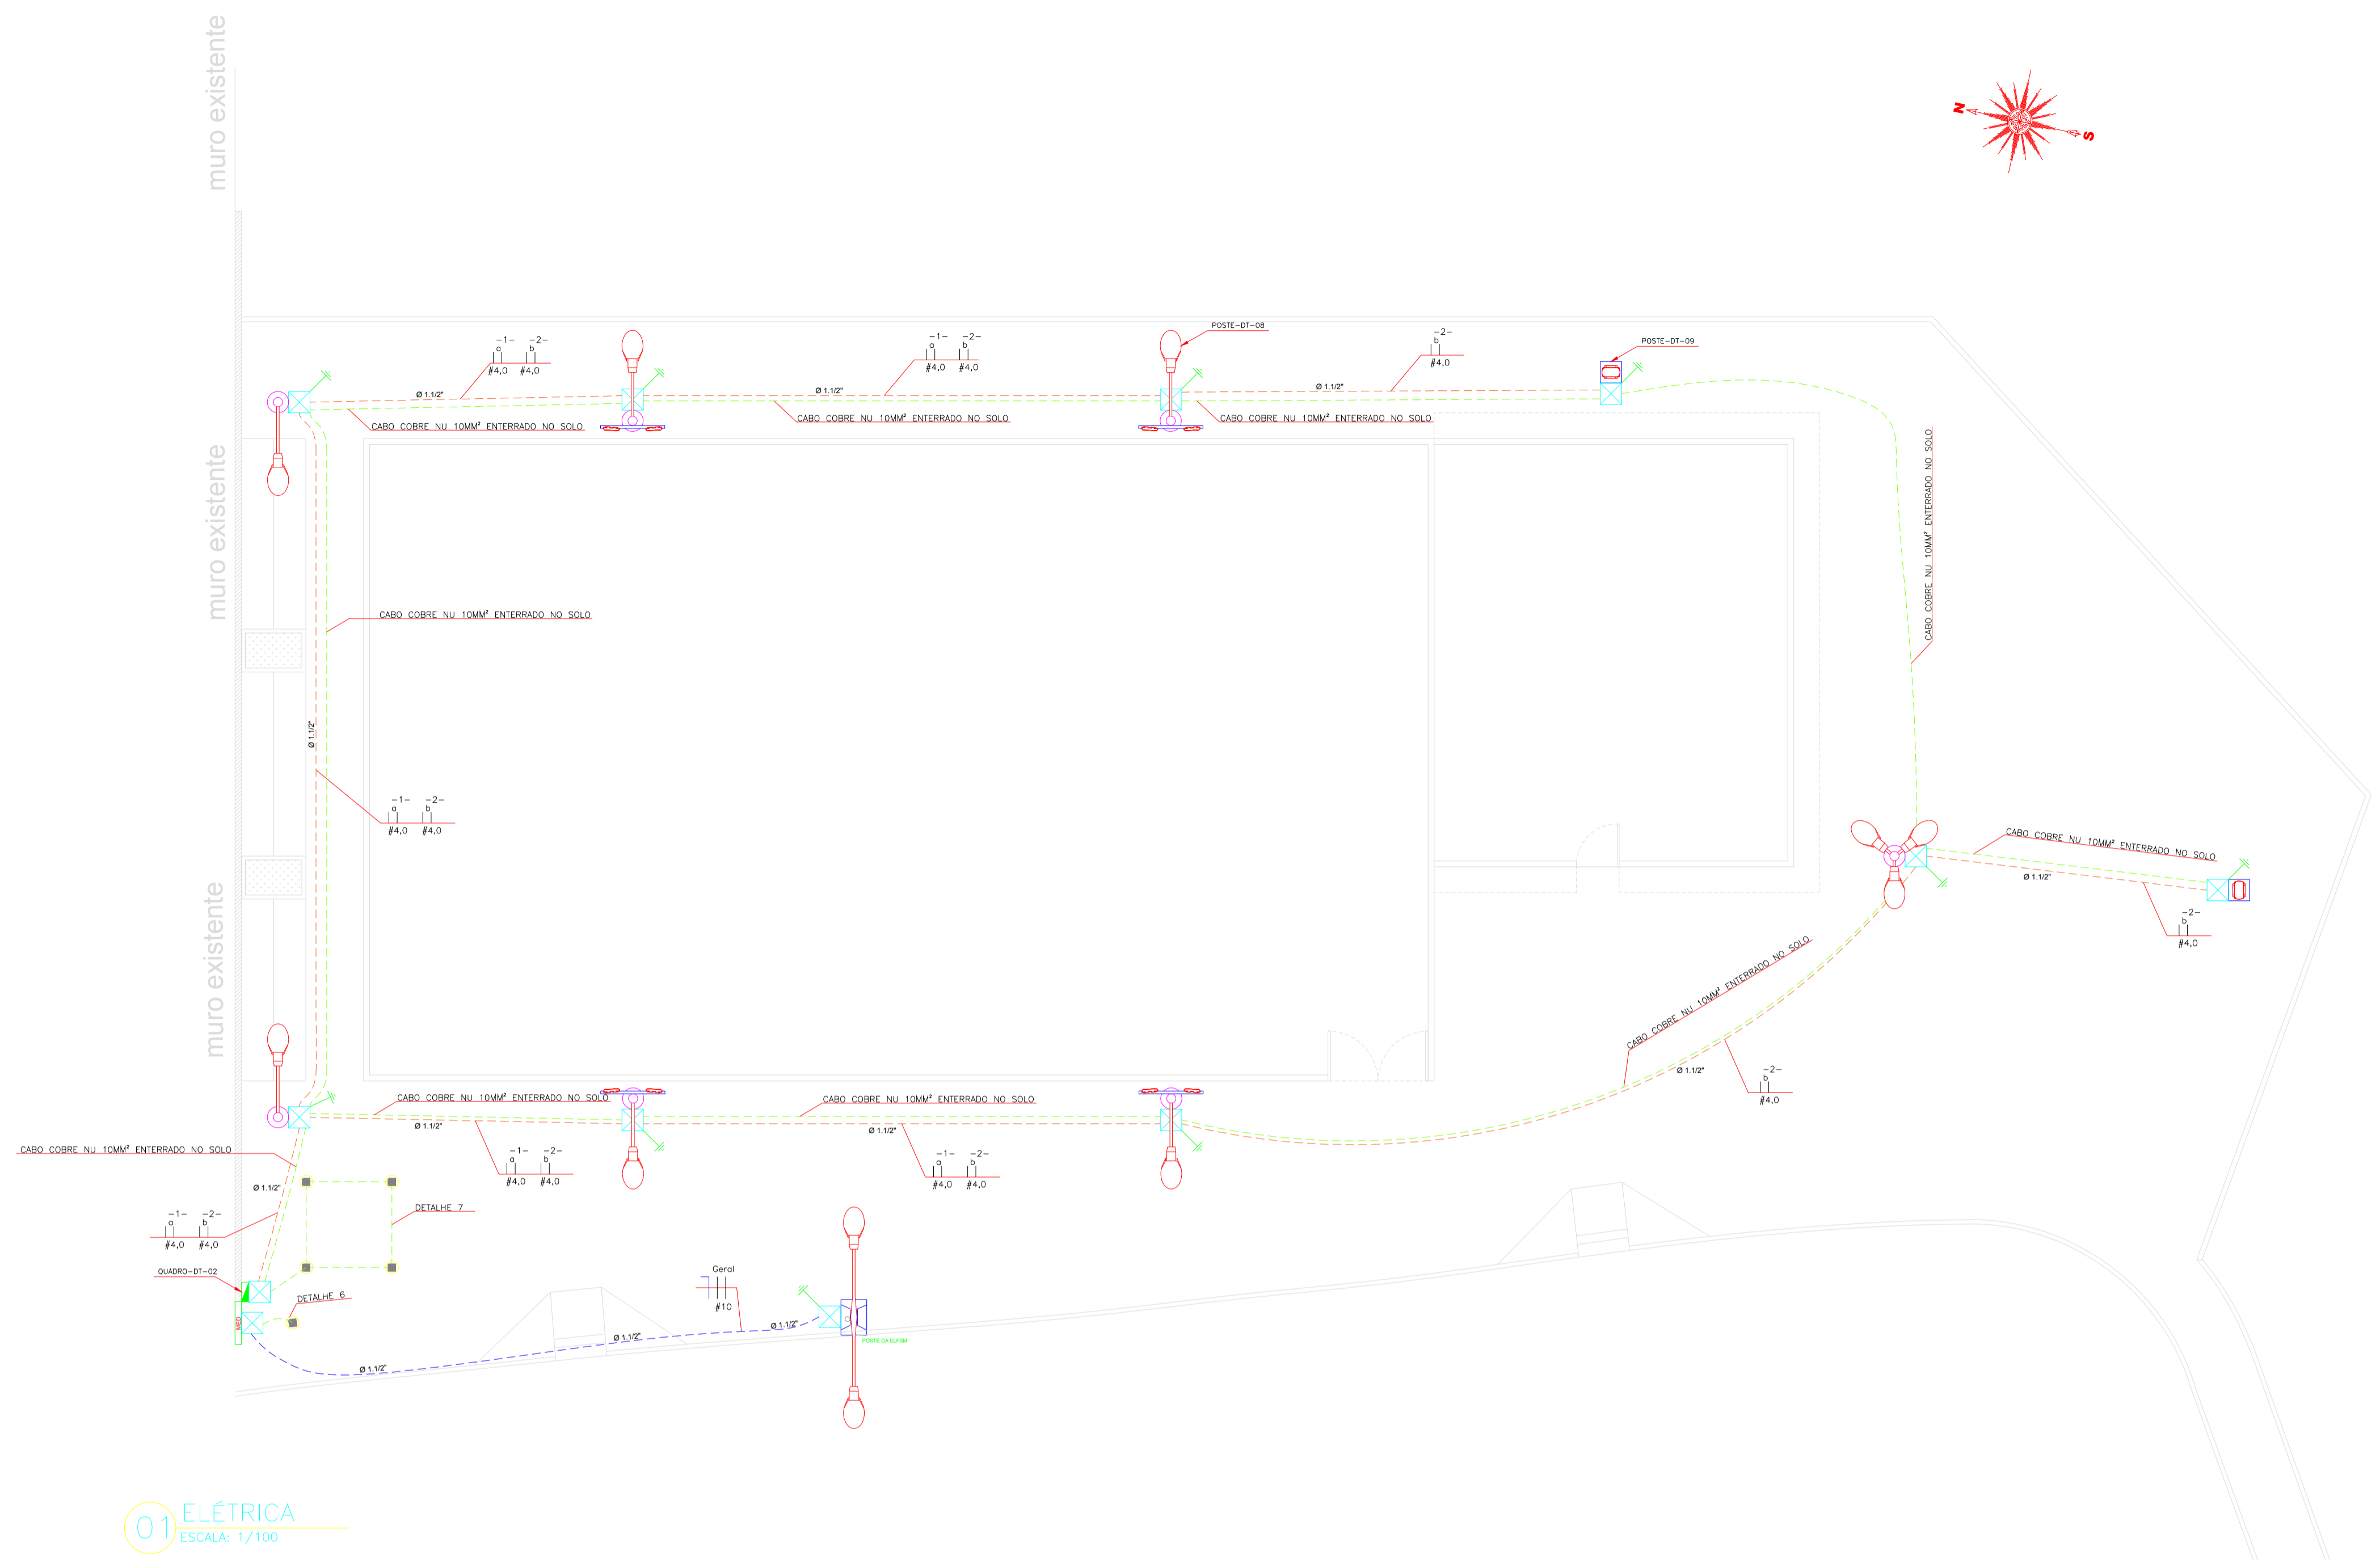 muro existente
N
S
POSTE-DT-08
-1- -2-
a b
#4,0 #4,0
-1- -2-
a b
#4,0 #4,0
-2-
b
#4,0
POSTE-DT-09
Ø 1.1/2"
Ø 1.1/2"
Ø 1.1/2"
CABO COBRE NU 10MM² ENTERRADO NO SOLO
CABO COBRE NU 10MM² ENTERRADO NO SOLO
CABO COBRE NU 10MM² ENTERRADO NO SOLO
CABO COBRE NU 10MM² ENTERRADO NO SOLO
muro existente
CABO COBRE NU 10MM² ENTERRADO NO SOLO
Ø 1.1/2"
-1- -2-
a b
#4,0 #4,0
CABO COBRE NU 10MM² ENTERRADO NO SOLO
Ø 1.1/2"
-2-
b
#4,0
muro existente
CABO COBRE NU 10MM² ENTERRADO NO SOLO
Ø 1.1/2"
-2-
b
#4,0
CABO COBRE NU 10MM² ENTERRADO NO SOLO
CABO COBRE NU 10MM² ENTERRADO NO SOLO
Ø 1.1/2"
Ø 1.1/2"
-1- -2-
a b
#4,0 #4,0
-1- -2-
a b
#4,0 #4,0
CABO COBRE NU 10MM² ENTERRADO NO SOLO
Ø 1.1/2"
-1- -2-
a b
#4,0 #4,0
DETALHE 7
QUADRO-DT-02
DETALHE 6
MED
Geral
#10
Ø 1.1/2"
Ø 1.1/2"
Ø 1.1/2"
POSTE DA ELFSM
01 ELÉTRICA
ESCALA: 1/100